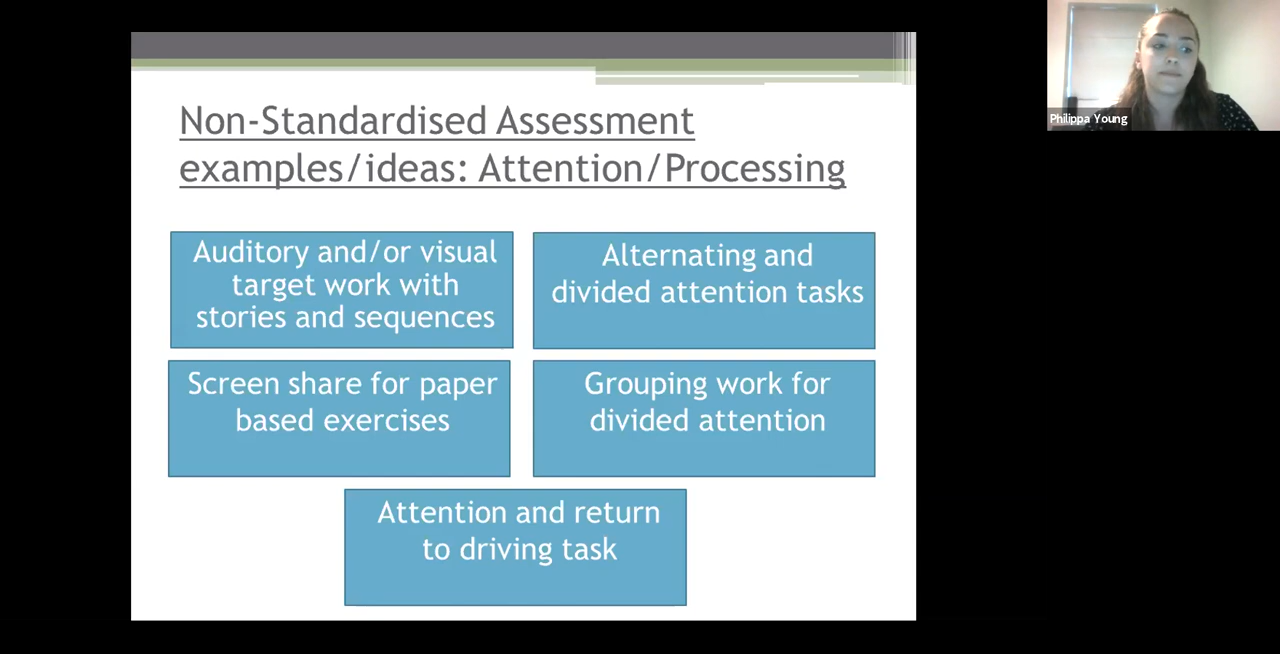 Non-Standardised Assessment
examples/ideas: Attention/Processing
Auditory and/or visual
target work with
stories and sequences
Alternating and
divided attention tasks
Screen share for paper
based exercises
Grouping work for
divided attention
Attention and return
to driving task
Philippa Young